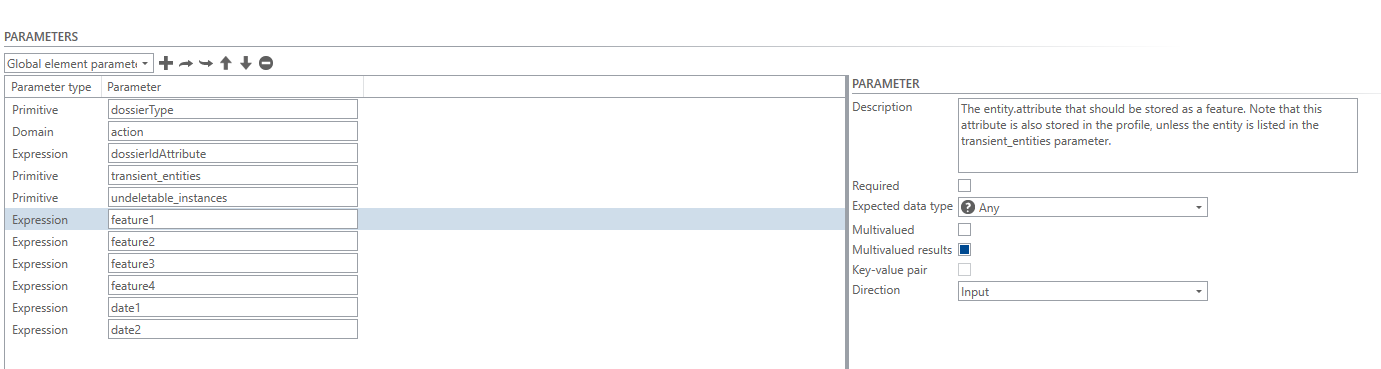 PARAMETERS
Global element paramete
Parameter type Parameter
Primitive dossierType
Domain action
Expression dossierIdAttribute
Primitive transient_entities
Primitive undeletable_instances
Expression feature1
Expression feature2
Expression feature3
Expression feature4
Expression date1
Expression date2
PARAMETER
Description The entity.attribute that should be stored as a feature. Note that this
attribute is also stored in the profile, unless the entity is listed in the
transient_entities parameter.
Required
Expected data type ? Any
Multivalued
Multivalued results
Key-value pair
Direction Input